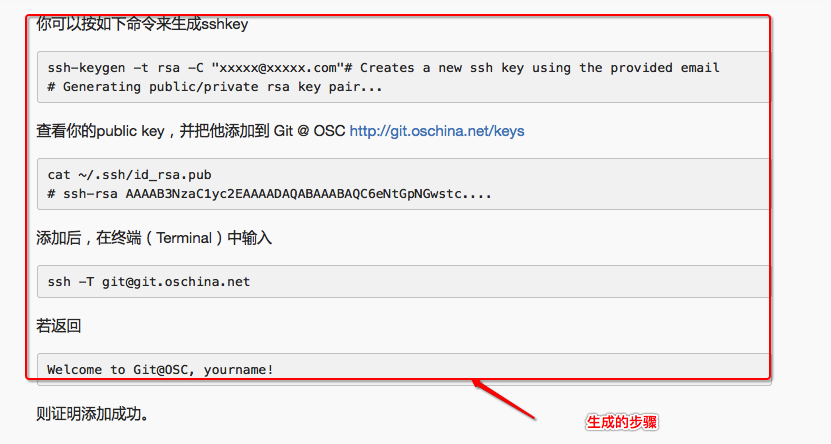 你可以按如下命令来生成sshkey
ssh-keygen -t rsa -C "xxxxx@xxxxx.com"# Creates a new ssh key using the provided email
# Generating public/private rsa key pair...
查看你的public key，并把他添加到 Git @ OSC http://git.oschina.net/keys
cat ~/.ssh/id_rsa.pub
# ssh-rsa AAAAB3NzaC1yc2EAAAADAQABAAABAQC6eNtGpNGwstc....
添加后，在终端（Terminal）中输入
ssh -T git@git.oschina.net
若返回
Welcome to Git@OSC, yourname!
则证明添加成功。
生成的步骤